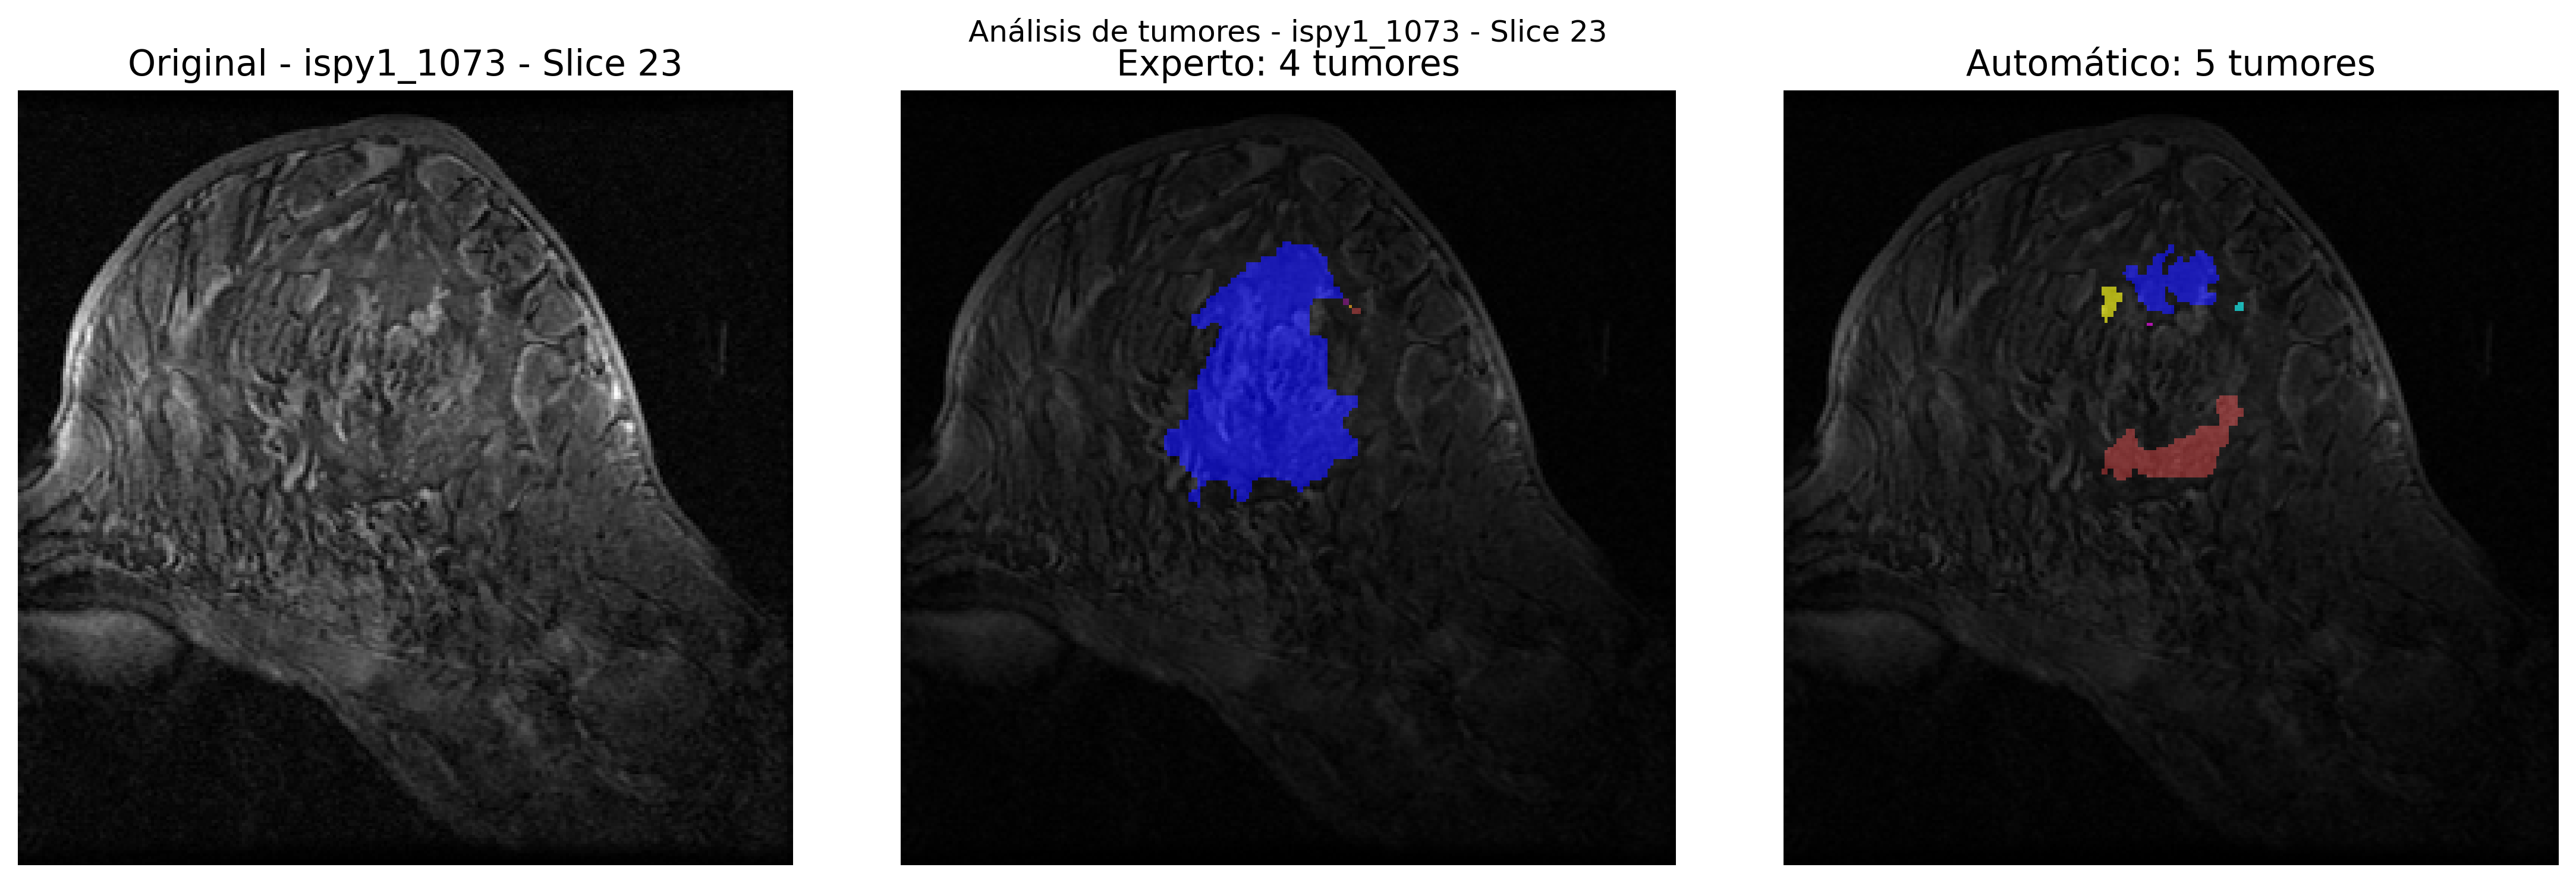 Análisis de tumores - ispy1_1073 - Slice 23
Original - ispy1_1073 - Slice 23
Experto: 4 tumores
Automático: 5 tumores